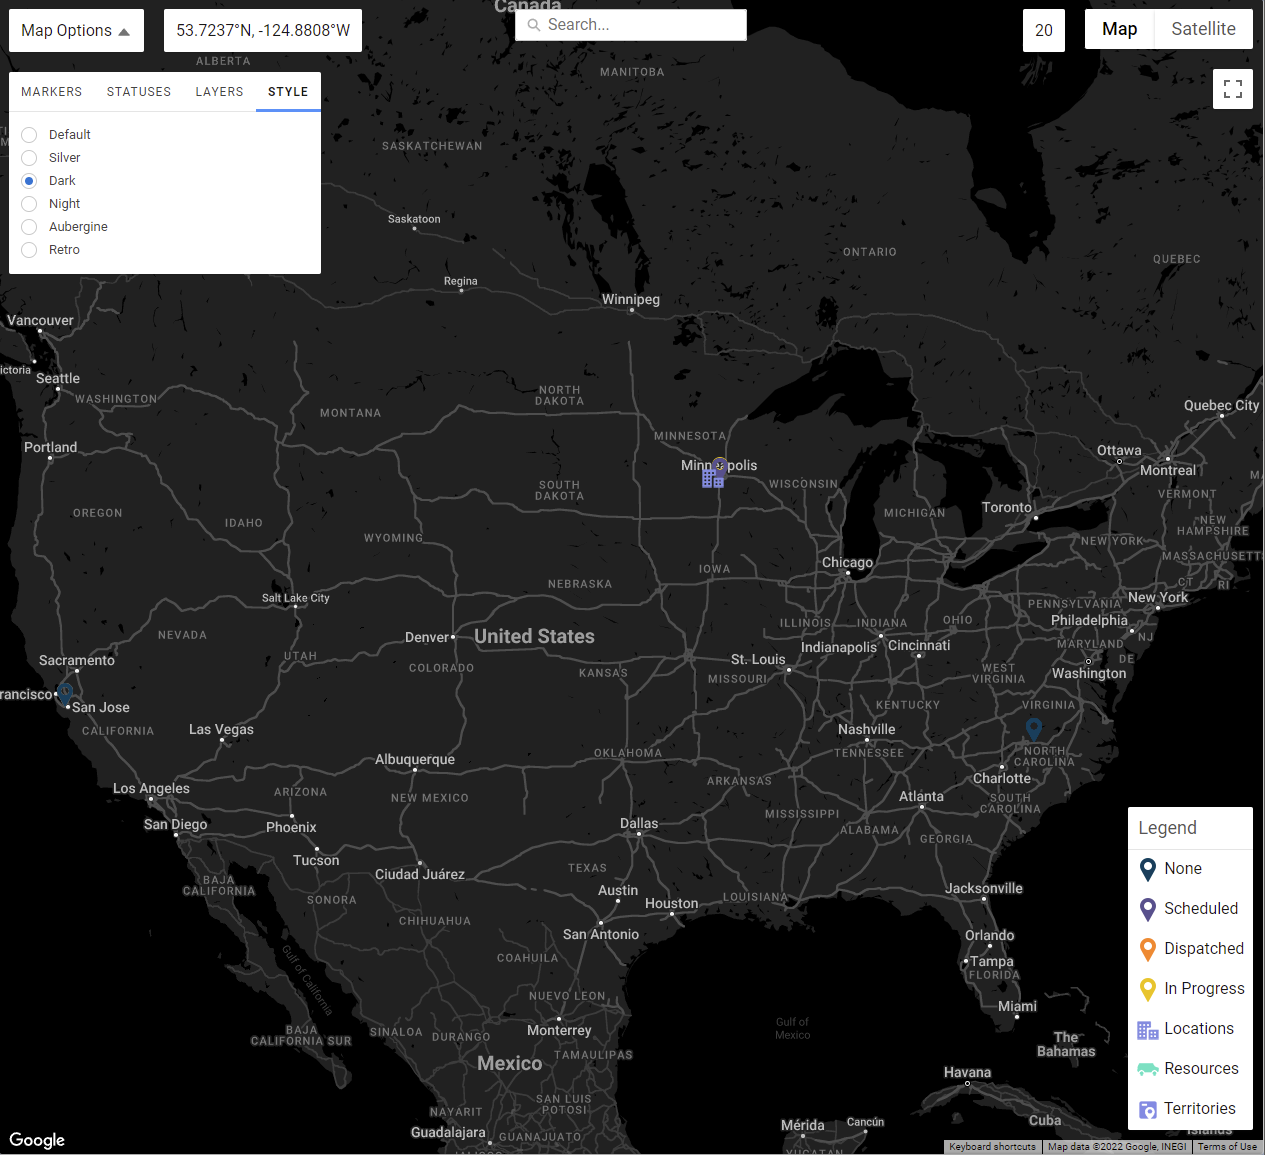 Canada
Map Options
53.7237°N, -124.8808°W
Search...
20
Map
Satellite
ALBERTA
MANITOBA
MARKERS
STATUSES
LAYERS
STYLE
Default
Silver
Dark
Night
Aubergine
Retro
SASKATCHEWAN
Saskatoon
ONTARIO
QUEBEC
Regina
Winnipeg
Vancouver
ictoria
Seattle
WASHINGTON
NORTH
DAKOTA
MONTANA
Quebec City
MINNESOTA
Portland
Ottawa
Montreal
Minn
polis
WISCONSIN
SOUTH
DAKOTA
VERMONT
OREGON
IDAHO
MICHIGAN
Toronto
NEW
HAMPSHIRE
WYOMING
NEW YORK
MASSACHUSETT
Chicago
IOWA
NEBRASKA
CT
RI
Salt Lake City
New York
PENNSYLVANIA
Philadelphia
NEVADA
Denver
United States
ILLINOIS
INDIANA
OHIO
NJ
Indianapolis
Cincinnati
MARYLAND
Sacramento
UTAH
COLORADO
KANSAS
St. Louis
MISSOURI
WEST
VIRGINIA
DE
Washington
rancisco
San Jose
KENTUCKY
VIRGINIA
CALIFORNIA
Las Vegas
Nashville
TENNESSEE
OKLAHOMA
NORTH
CAROLINA
Albuquerque
Charlotte
Los Angeles
ARIZONA
NEW MEXICO
ARKANSAS
Atlanta
SOUTH
CAROLINA
San Diego
Phoenix
Dallas
MISSISSIPPI
ALABAMA
GEORGIA
Tucson
Ciudad Juárez
TEXAS
BAJA
CALIFORNIA
SONORA
Austin
Houston
LOUISIANA
Jacksonville
CHIHUAHUA
San Antonio
Orlando
Tampa
FLORIDA
Gulf of California
COAHUILA
NUEVO LEON
Miami
BAJA
CALIFORNIA SUR
SINALOA
DURANGO
Monterrey
Gulf of
Mexico
The
Bahamas
Mexico
TAMAULIPAS
Havana
NAYARIT
SAN LUIS
POTOSI
Guadalajara
GUANAJUATO
Mérida
Cancún
Cuba
YUCATAN
JALISCO
Islands
Legend
None
Scheduled
Dispatched
In Progress
Locations
Resources
Territories
Google
Keyboard shortcuts
Map data ©2022 Google, INEGI
Terms of Use